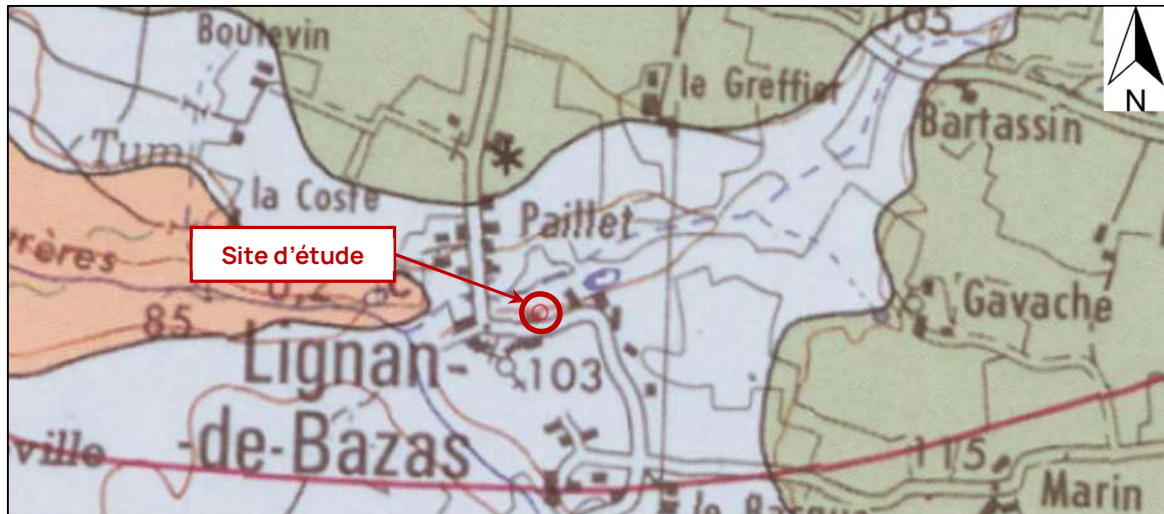 105
Boutevin
le Greffier
N
Bartassin
Tum
la Coste
Paillet
Site d'étude
Gavache
85
Lignan-
103
-de-Bazas
ville
115
Marin